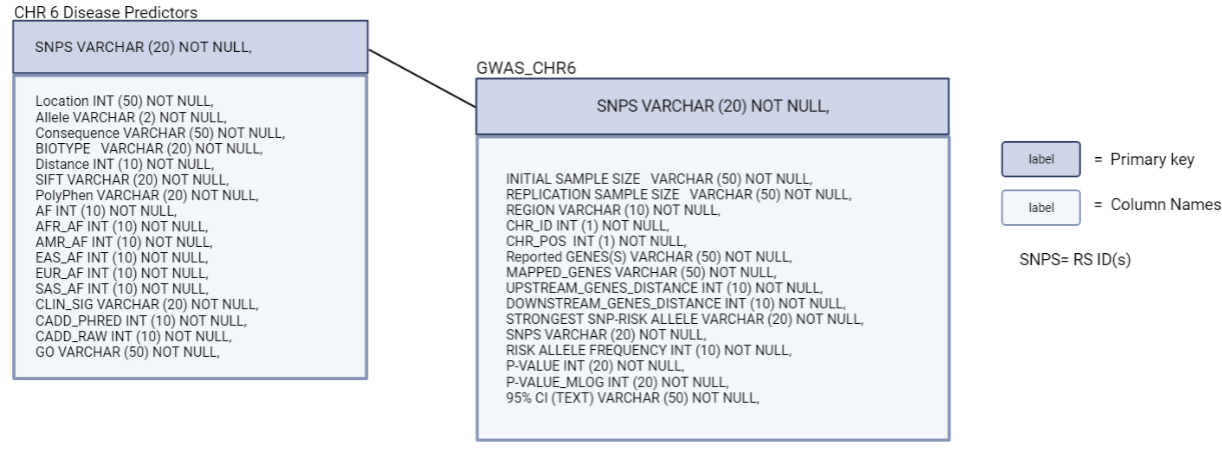 CHR 6 Disease Predictors
SNPS VARCHAR (20) NOT NULL,
Location INT (50) NOT NULL,
Allele VARCHAR (2) NOT NULL,
Consequence VARCHAR (50) NOT NULL,
BIOTYPE VARCHAR (20) NOT NULL,
Distance INT (10) NOT NULL,
SIFT VARCHAR (20) NOT NULL,
PolyPhen VARCHAR (20) NOT NULL,
AF INT (10) NOT NULL,
AFR_AF INT (10) NOT NULL,
AMR_AF INT (10) NOT NULL,
EAS_AF INT (10) NOT NULL,
EUR_AF INT (10) NOT NULL,
SAS_AF INT (10) NOT NULL,
CLIN_SIG VARCHAR (20) NOT NULL,
CADD_PHRED INT (10) NOT NULL,
CADD_RAW INT (10) NOT NULL,
GO VARCHAR (50) NOT NULL,
GWAS_CHR6
SNPS VARCHAR (20) NOT NULL,
INITIAL SAMPLE SIZE VARCHAR (50) NOT NULL,
REPLICATION SAMPLE SIZE VARCHAR (50) NOT NULL,
REGION VARCHAR (10) NOT NULL,
CHR_ID INT (1) NOT NULL,
CHR_POS INT (1) NOT NULL,
Reported GENES(S) VARCHAR (50) NOT NULL,
MAPPED_GENES VARCHAR (50) NOT NULL,
UPSTREAM_GENES_DISTANCE INT (10) NOT NULL,
DOWNSTREAM_GENES_DISTANCE INT (10) NOT NULL,
STRONGEST SNP-RISK ALLELE VARCHAR (20) NOT NULL,
SNPS VARCHAR (20) NOT NULL,
RISK ALLELE FREQUENCY INT (10) NOT NULL,
P-VALUE INT (20) NOT NULL,
P-VALUE_MLOG INT (20) NOT NULL,
95% CI (TEXT) VARCHAR (50) NOT NULL,
label = Primary key
label = Column Names
SNPS= RS ID(s)